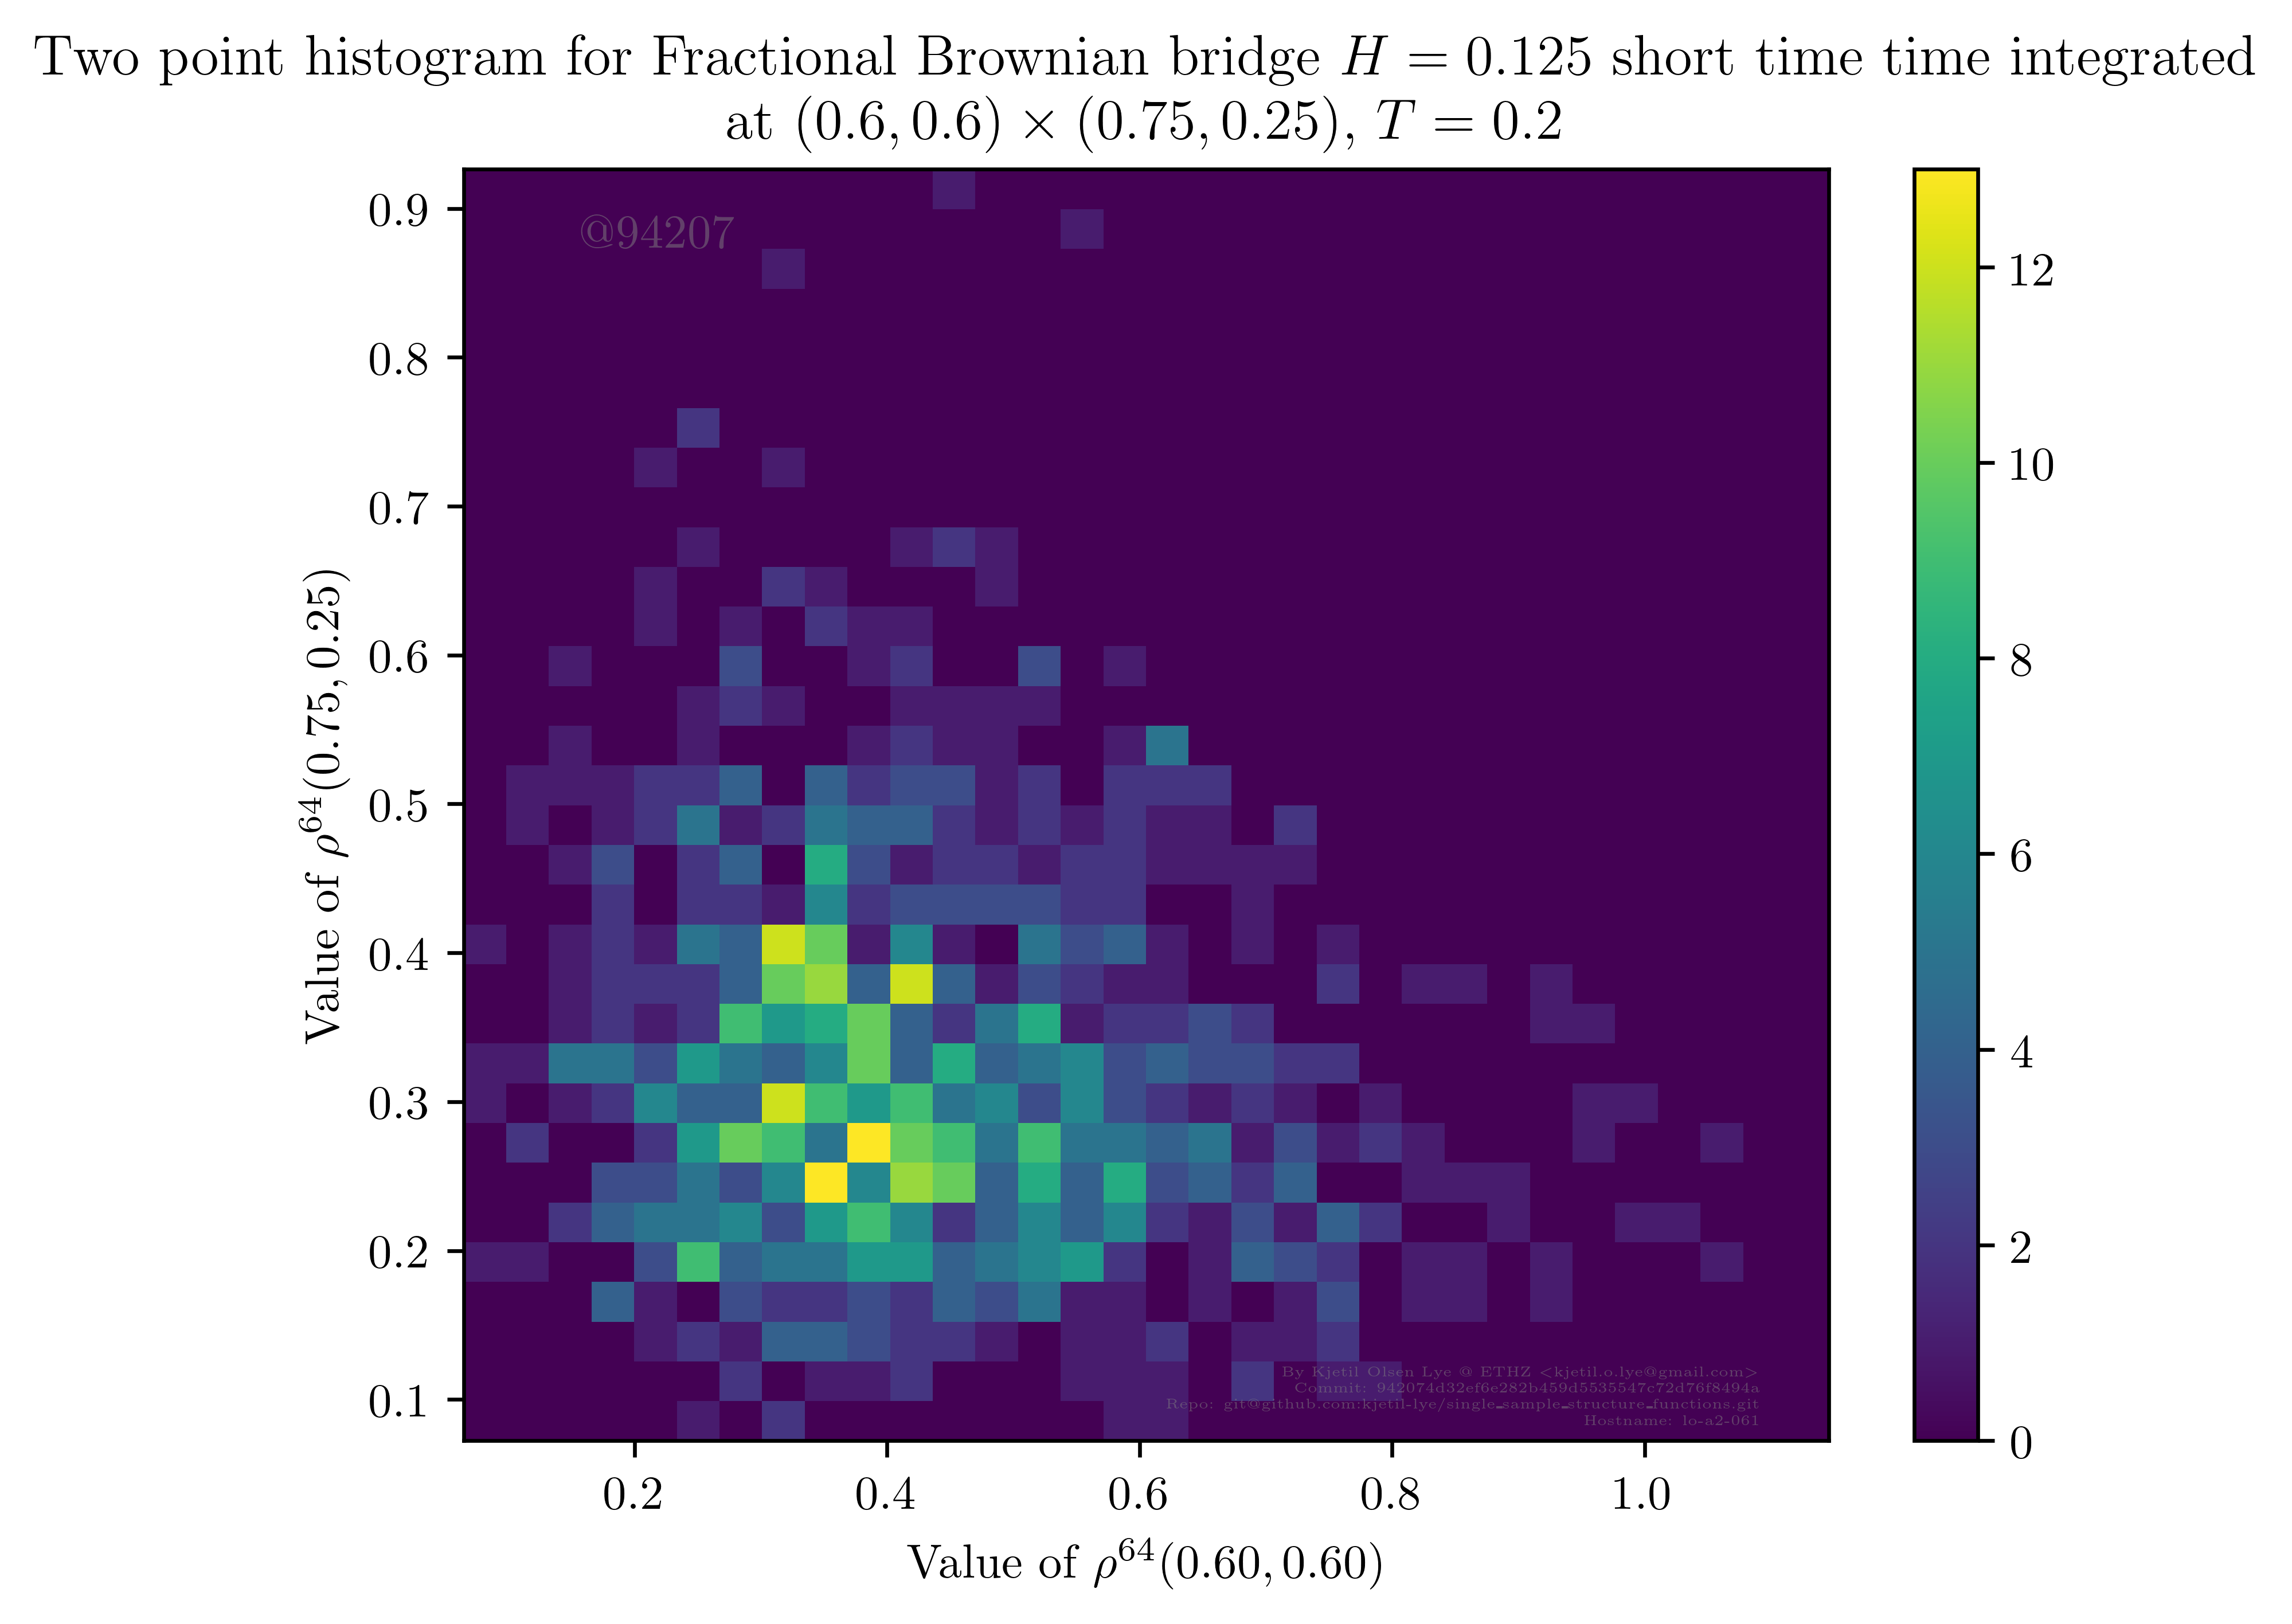 Two point histogram for Fractional Brownian bridge H = 0.125 short time time integrated
at (0.6, 0.6) × (0.75, 0.25), T = 0.2
@94207
0.9
0.8
0.7
0.6
0.5
0.4
0.3
0.2
0.1
Value of ρ^64(0.75, 0.25)
0.2 0.4 0.6 0.8 1.0
Value of ρ^64(0.60, 0.60)
12
10
8
6
4
2
0
By Kjetil Olsen Lye @ ETHZ <kjetil.o.lye@gmail.com>
Commit: 942074d32ef6e282b459d5535547c72d76f8494a
Repo: git@github.com:kjetil-lye/single_sample_structure_functions.git
Hostname: lo-a2-061